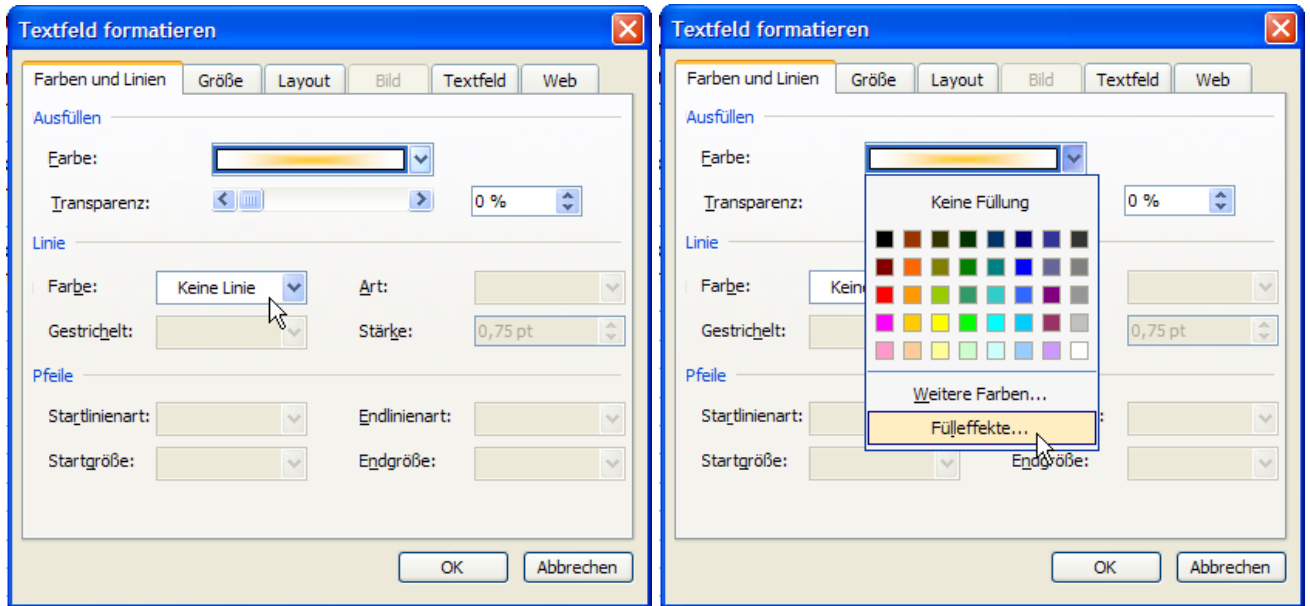 Textfeld formatieren
Farben und Linien Größe Layout Bild Textfeld Web
Ausfüllen
Farbe:
Transparenz: 0 %
Linie
Farbe: Keine Linie Art:
Gestrichelt: Stärke: 0,75 pt
Pfeile
Startlinienart: Endlinienart:
Startgröße: Endgröße:
OK Abbrechen
Textfeld formatieren
Farben und Linien Größe Layout Bild Textfeld Web
Ausfüllen
Farbe:
Transparenz: 0 %
Keine Füllung
Linie
Farbe: Kein
Gestrichelt: 0,75 pt
Pfeile
Weitere Farben...
Startlinienart: :
Fülleffekte...
Startgröße: Endgröße:
OK Abbrechen